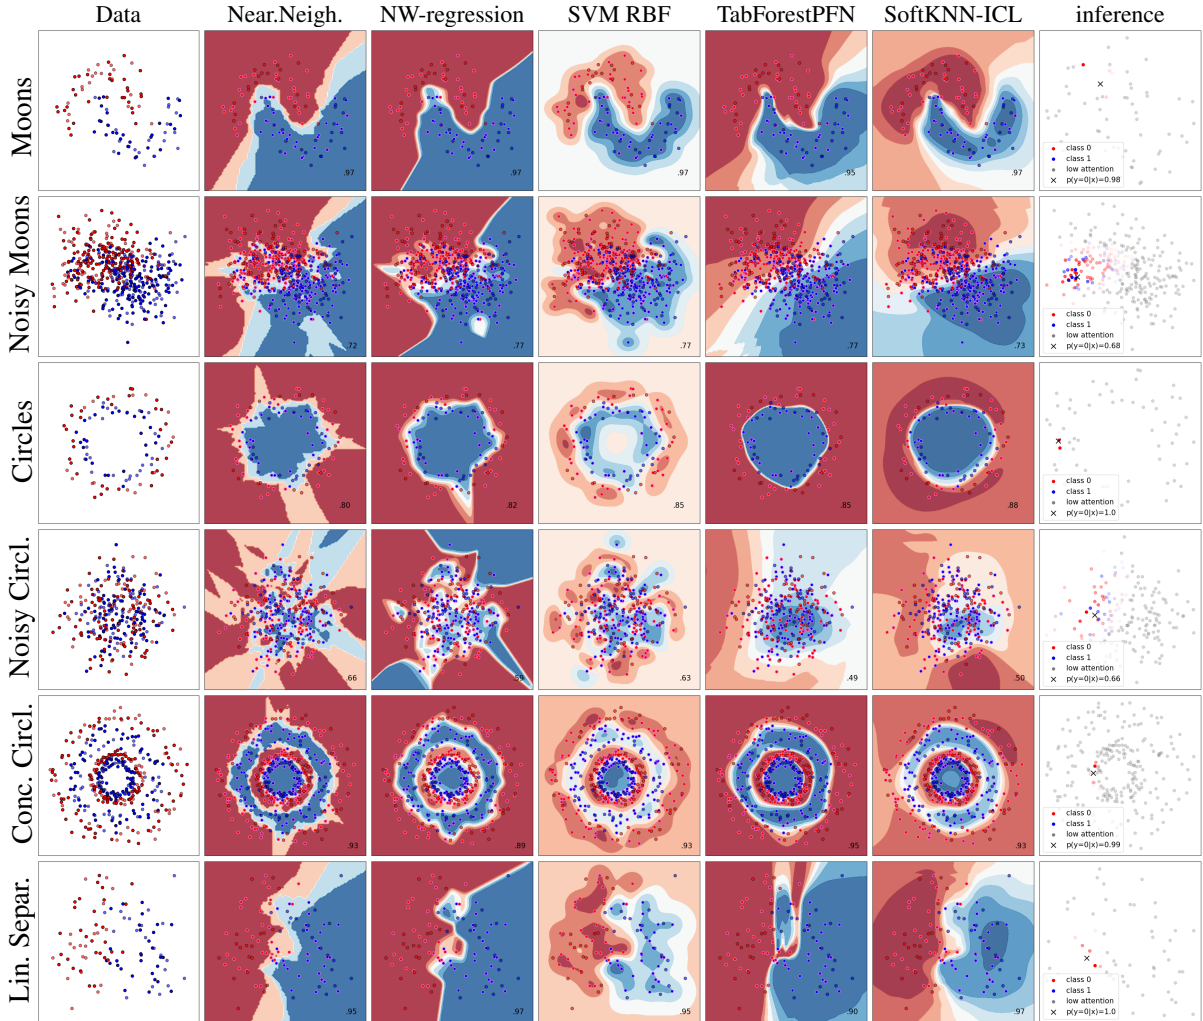 Data Near.Neigh. NW-regression SVM RBF TabForestPFN SoftKNN-ICL inference
Moons
.97 .97 .97 .95 .97
class 0
class 1
low attention
p(y=0|x)=0.98
Noisy Moons
.72 .77 .77 .77 .73
class 0
class 1
low attention
p(y=0|x)=0.68
Circles
.80 .82 .85 .85 .88
class 0
class 1
low attention
p(y=0|x)=1.0
Noisy Circl.
.66 .59 .63 .49 .50
class 0
class 1
low attention
p(y=0|x)=0.66
Conc. Circl.
.93 .89 .93 .95 .93
class 0
class 1
low attention
p(y=0|x)=0.99
Lin. Separ.
.95 .97 .95 .90 .97
class 0
class 1
low attention
p(y=0|x)=1.0